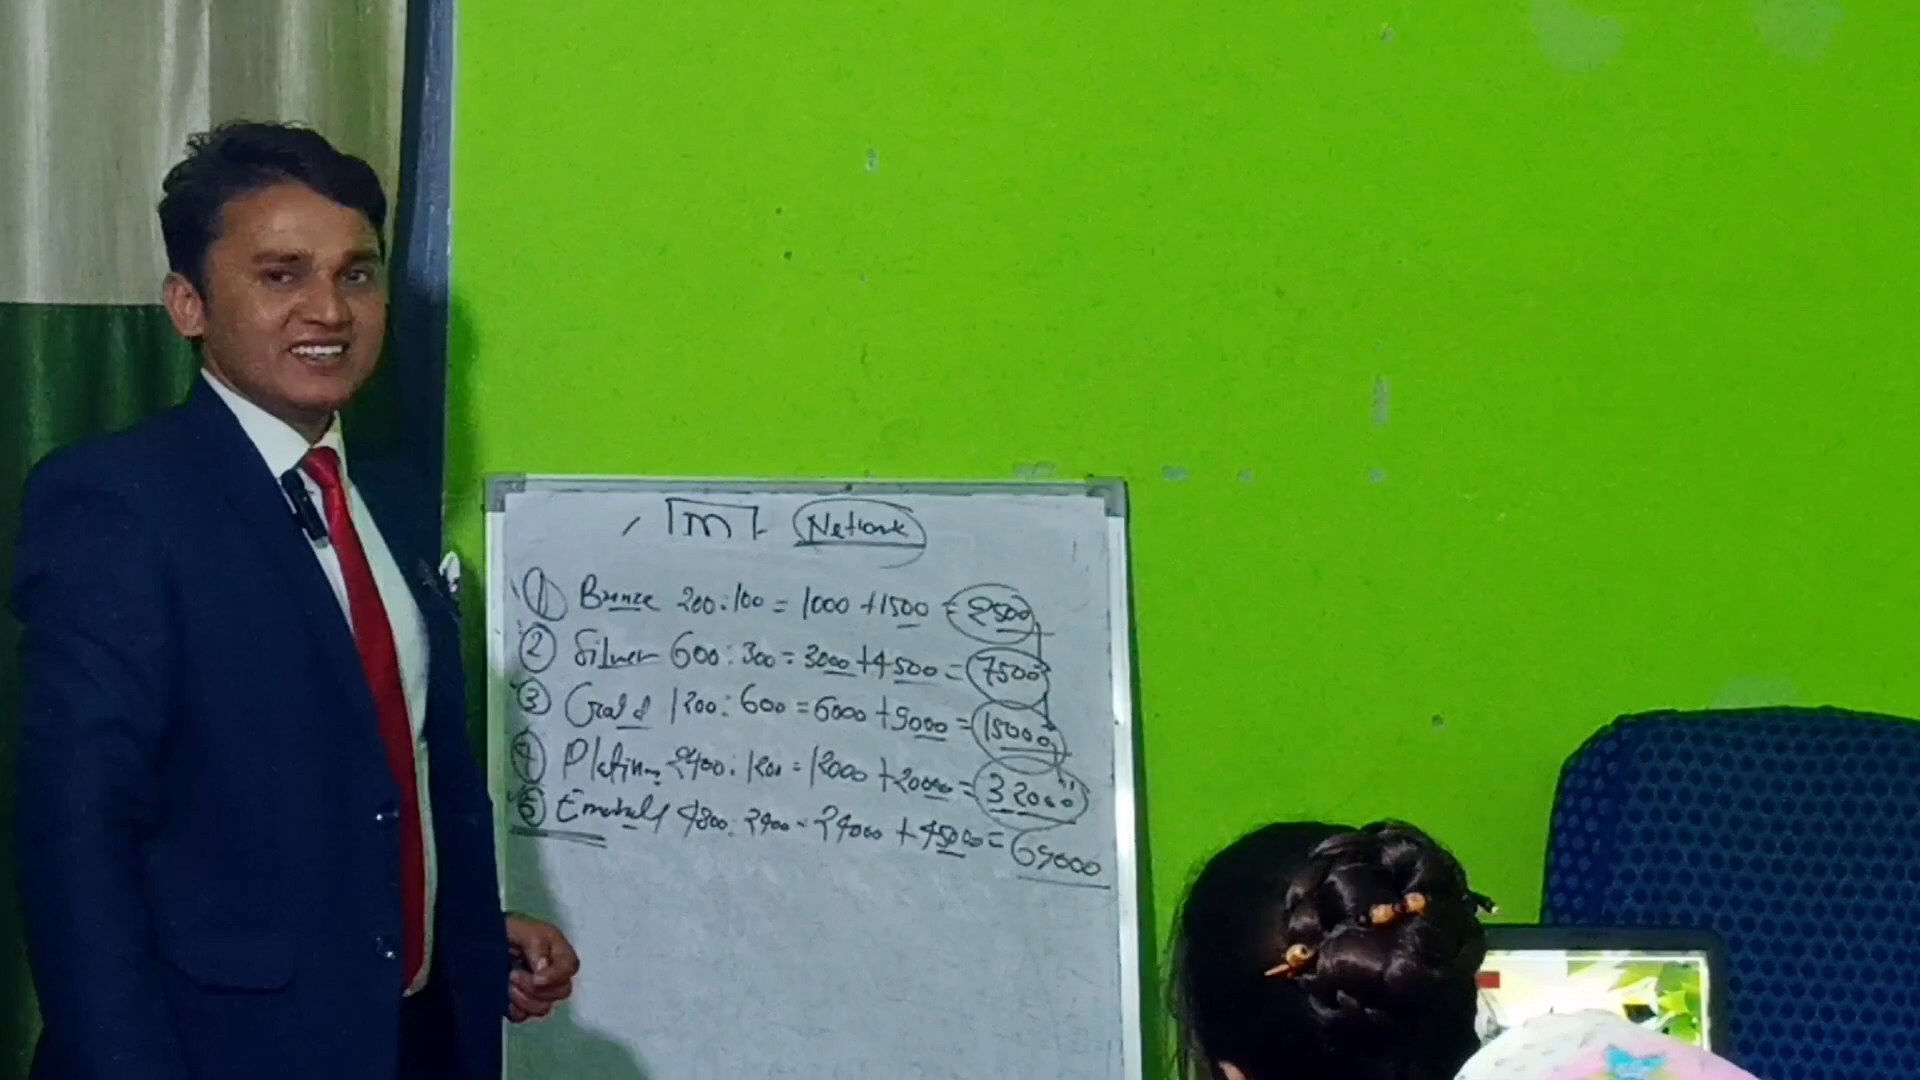 M Network
① Bronze 200:100 = 1000 + 1500 = 2500
② Silver 600:300 = 3000 + 4500 = 7500
③ Gold 1200:600 = 6000 + 9000 = 15000
④ Platinum 2400:1200 = 12000 + 20000 = 32000
⑤ Emerald 4800:2400 = 24000 + 45000 = 69000